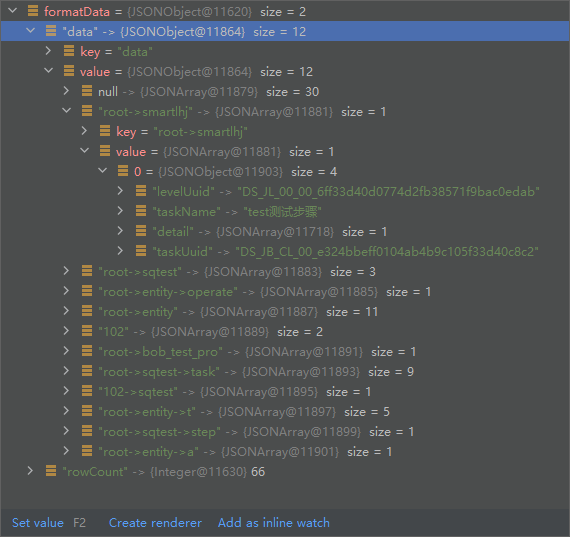 formatData = {JSONObject@11620} size = 2
"data" -> {JSONObject@11864} size = 12
key = "data"
value = {JSONObject@11864} size = 12
null -> {JSONArray@11879} size = 30
"root->smartlhj" -> {JSONArray@11881} size = 1
key = "root->smartlhj"
value = {JSONArray@11881} size = 1
0 = {JSONObject@11903} size = 4
"levelUuid" -> "DS_JL_00_00_6ff33d40d0774d2fb38571f9bac0edab"
"taskName" -> "test测试步骤"
"detail" -> {JSONArray@11718} size = 1
"taskUuid" -> "DS_JB_CL_00_e324bbeff0104ab4b9c105f33d40c8c2"
"root->sqtest" -> {JSONArray@11883} size = 3
"root->entity->operate" -> {JSONArray@11885} size = 1
"root->entity" -> {JSONArray@11887} size = 11
"102" -> {JSONArray@11889} size = 2
"root->bob_test_pro" -> {JSONArray@11891} size = 1
"root->sqtest->task" -> {JSONArray@11893} size = 9
"102->sqtest" -> {JSONArray@11895} size = 1
"root->entity->t" -> {JSONArray@11897} size = 5
"root->sqtest->step" -> {JSONArray@11899} size = 1
"root->entity->a" -> {JSONArray@11901} size = 1
"rowCount" -> {Integer@11630} 66
Set value F2 Create renderer Add as inline watch